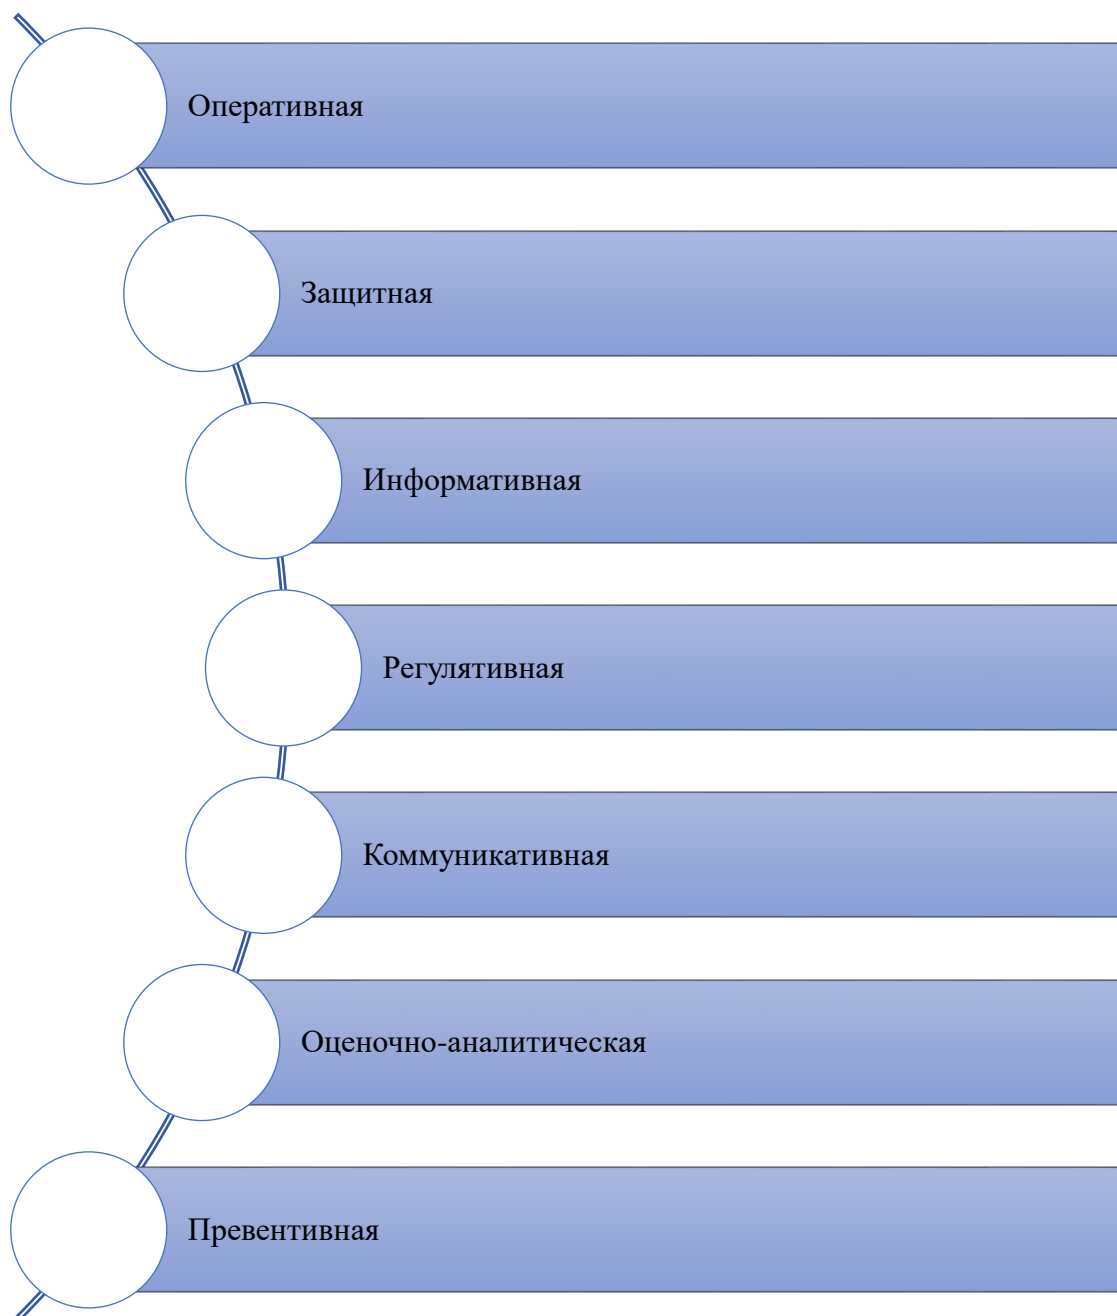 Оперативная
Защитная
Информативная
Регулятивная
Коммуникативная
Оценочно-аналитическая
Превентивная